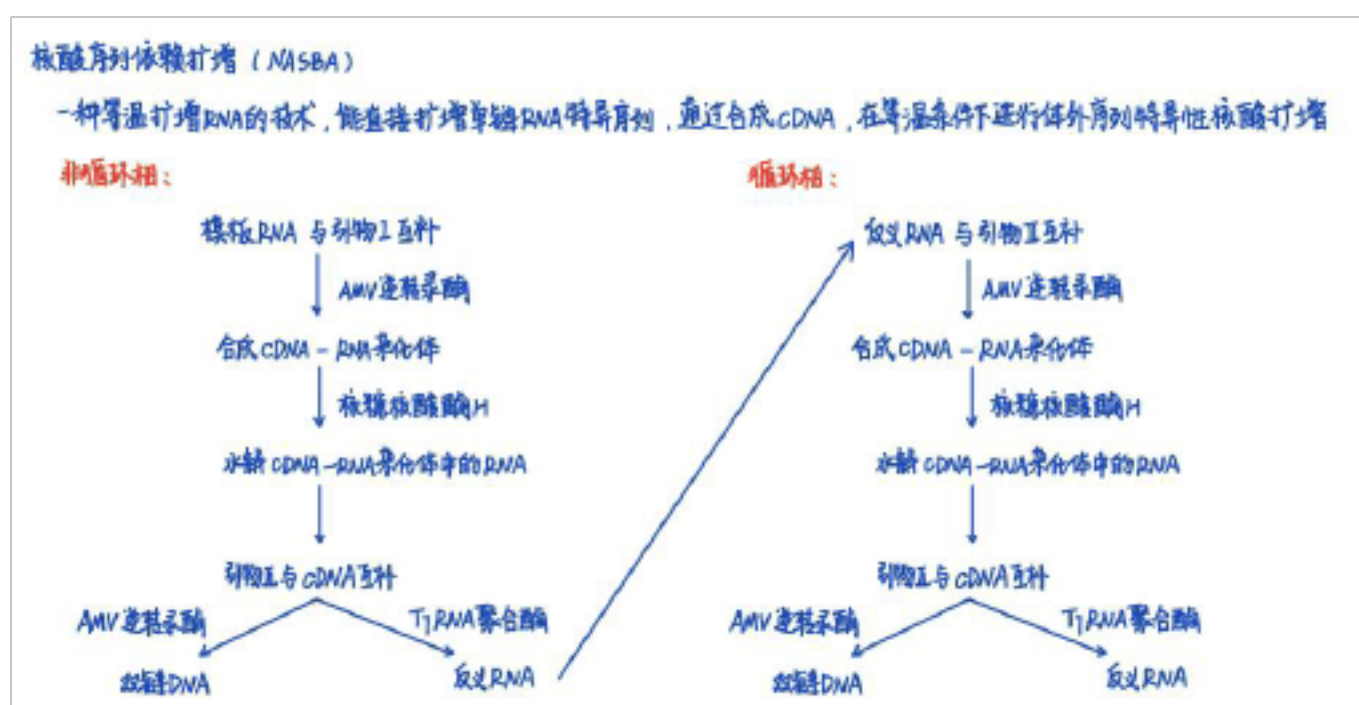 核酸序列依赖扩增(NASBA)
一种等温扩增RNA的技术,能直接扩增单链RNA特异序列,通过合成cDNA,在等温条件下进行体外序列特异性核酸扩增
非循环相:
模板RNA 与引物I互补
AMV逆转录酶
合成cDNA-RNA杂化体
核糖核酸酶H
水解cDNA-RNA杂化体中的RNA
引物II与cDNA互补
AMV逆转录酶
T7RNA聚合酶
双链DNA
反义RNA
循环相:
反义RNA 与引物II互补
AMV逆转录酶
合成cDNA-RNA杂化体
核糖核酸酶H
水解cDNA-RNA杂化体中的RNA
引物I与cDNA互补
AMV逆转录酶
T7RNA聚合酶
双链DNA
反义RNA